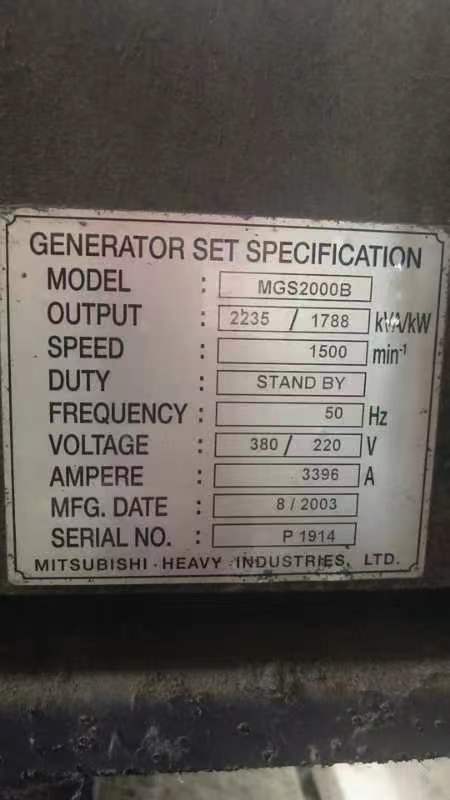 GENERATOR SET SPECIFICATION
MODEL : MGS2000B
OUTPUT : 2235 / 1788 kVA/kW
SPEED : 1500 min⁻¹
DUTY : STAND BY
FREQUENCY : 50 Hz
VOLTAGE : 380 / 220 V
AMPERE : 3396 A
MFG. DATE : 8 / 2003
SERIAL NO. : P 1914
MITSUBISHI HEAVY INDUSTRIES, LTD.